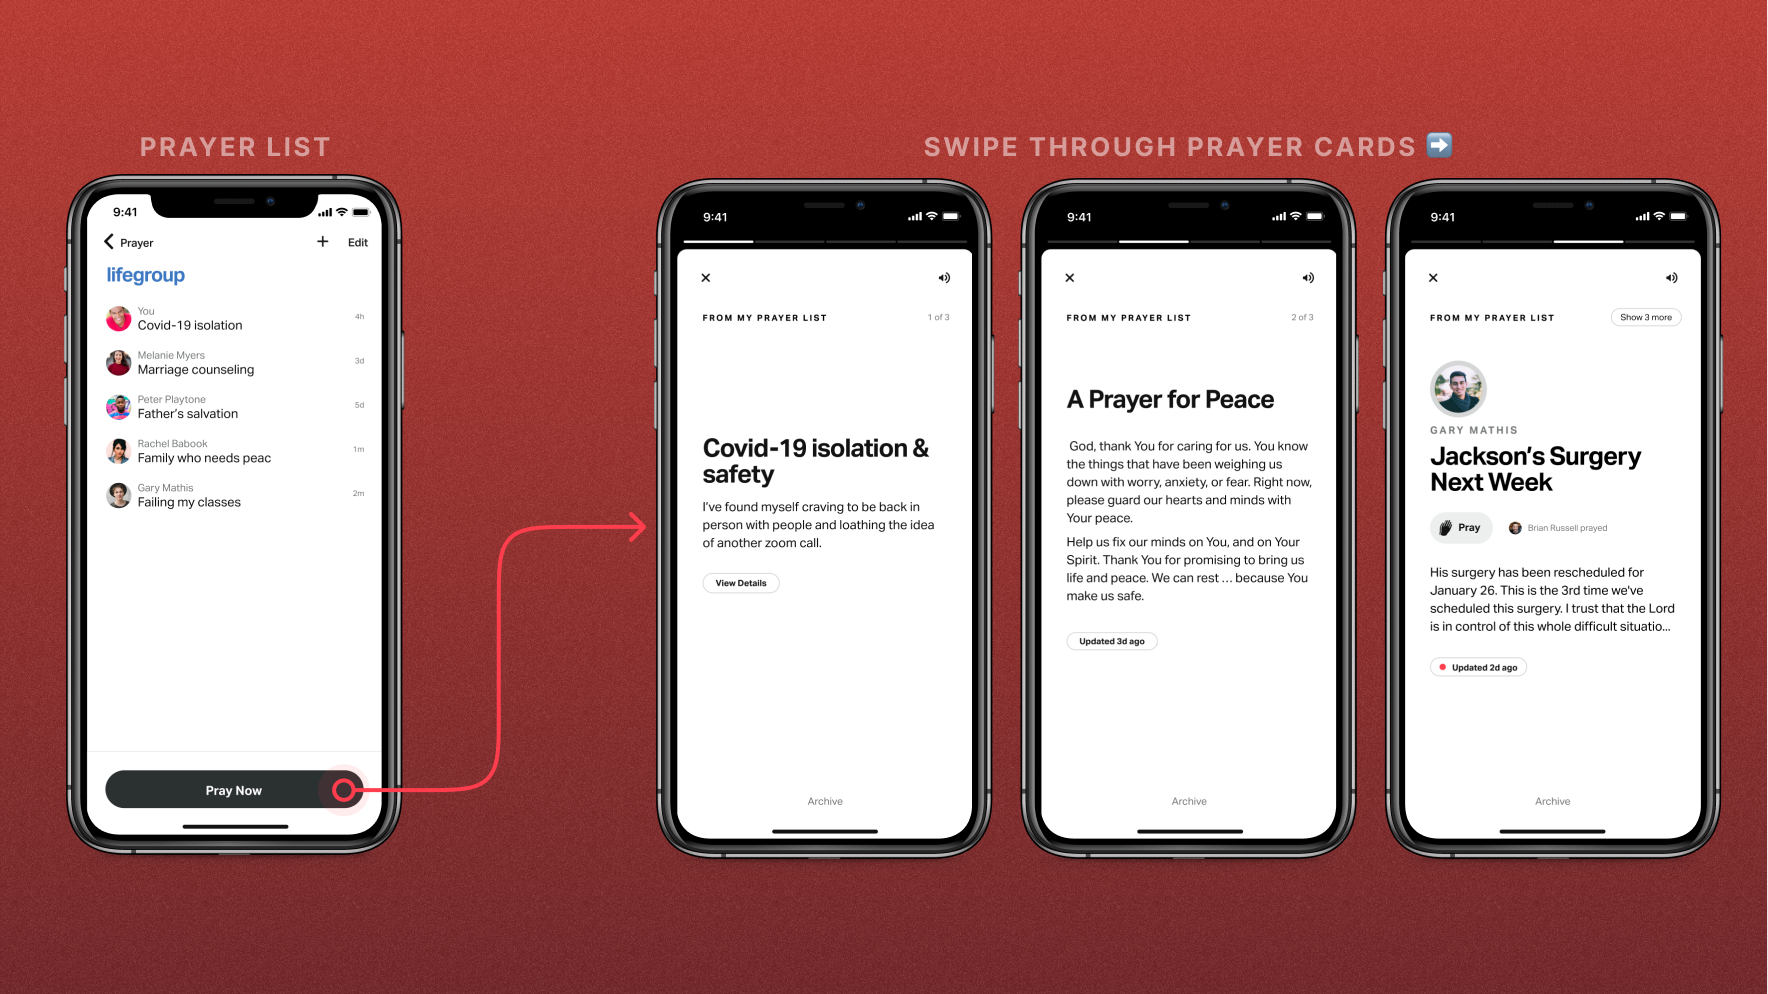 PRAYER LIST
9:41
Prayer
+ Edit
lifegroup
You
Covid-19 isolation
4h
Melanie Myers
Marriage counseling
3d
Peter Playtone
Father's salvation
5d
Rachel Babook
Family who needs peac
1m
Gary Mathis
Failing my classes
2m
Pray Now
SWIPE THROUGH PRAYER CARDS ➡️
9:41
FROM MY PRAYER LIST
1 of 3
Covid-19 isolation &
safety
I've found myself craving to be back in
person with people and loathing the idea
of another zoom call.
View Details
Archive
9:41
FROM MY PRAYER LIST
2 of 3
A Prayer for Peace
God, thank You for caring for us. You know
the things that have been weighing us
down with worry, anxiety, or fear. Right now,
please guard our hearts and minds with
Your peace.
Help us fix our minds on You, and on Your
Spirit. Thank You for promising to bring us
life and peace. We can rest ... because You
make us safe.
Updated 3d ago
Archive
9:41
FROM MY PRAYER LIST
Show 3 more
GARY MATHIS
Jackson's Surgery
Next Week
Pray
Brian Russell prayed
His surgery has been rescheduled for
January 26. This is the 3rd time we've
scheduled this surgery. I trust that the Lord
is in control of this whole difficult situatio...
Updated 2d ago
Archive